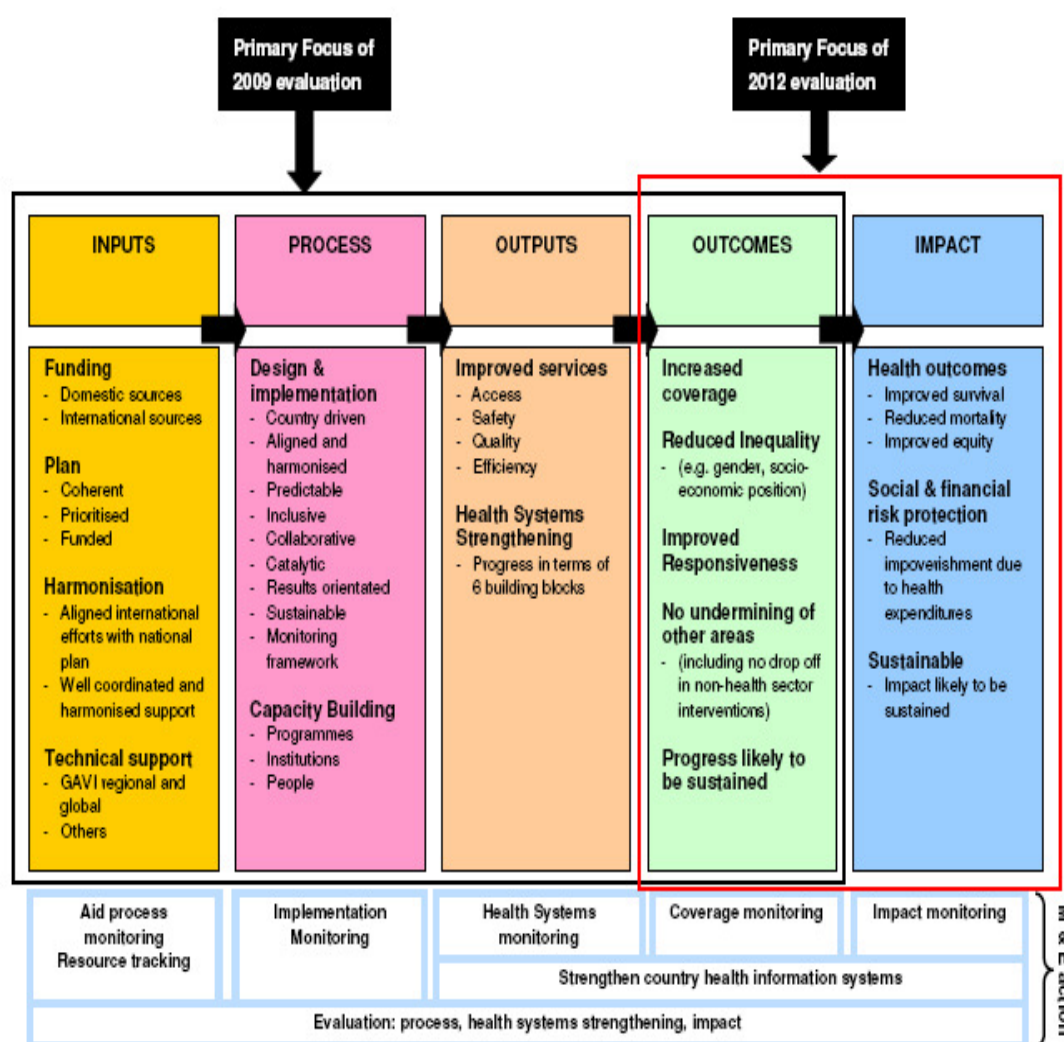 Primary Focus of
2009 evaluation
Primary Focus of
2012 evaluation
INPUTS
PROCESS
OUTPUTS
OUTCOMES
IMPACT
Funding
- Domestic sources
- International sources
Plan
- Coherent
- Prioritised
- Funded
Harmonisation
- Aligned international
efforts with national
plan
- Well coordinated and
harmonised support
Technical support
- GAVI regional and
global
- Others
Design &
implementation
- Country driven
- Aligned and
harmonised
- Predictable
- Inclusive
- Collaborative
- Catalytic
- Results orientated
- Sustainable
- Monitoring
framework
Capacity Building
- Programmes
- Institutions
- People
Improved services
- Access
- Safety
- Quality
- Efficiency
Health Systems
Strengthening
- Progress in terms of
6 building blocks
Increased
coverage
Reduced Inequality
- (e.g. gender, socio-
economic position)
Improved
Responsiveness
No undermining of
other areas
- (including no drop off
in non-health sector
interventions)
Progress likely to
be sustained
Health outcomes
- Improved survival
- Reduced mortality
- Improved equity
Social & financial
risk protection
- Reduced
impoverishment due
to health
expenditures
Sustainable
- Impact likely to be
sustained
Aid process
monitoring
Resource tracking
Implementation
Monitoring
Health Systems
monitoring
Coverage monitoring
Impact monitoring
Strengthen country health information systems
Evaluation: process, health systems strengthening, impact